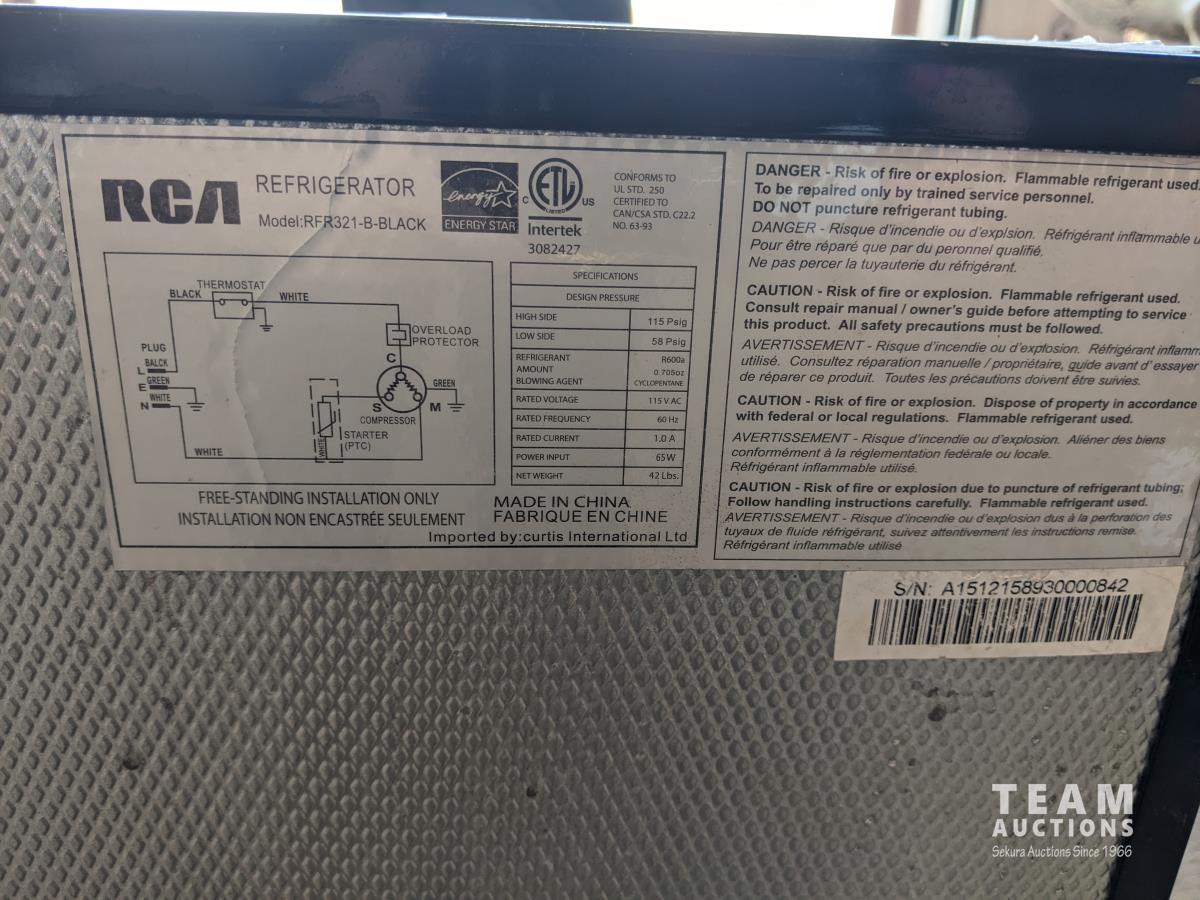 RCA
REFRIGERATOR
Model:RFR321-B-BLACK
energy
ENERGY STAR
C ETL US
LISTED
Intertek
3082427
CONFORMS TO
UL STD. 250
CERTIFIED TO
CAN/CSA STD. C22.2
NO. 63-93
THERMOSTAT
BLACK
WHITE
OVERLOAD
PROTECTOR
PLUG
BALCK
L
GREEN
E
WHITE
N
C
GREEN
S
M
COMPRESSOR
WHITE
STARTER
(PTC)
WHITE
SPECIFICATIONS
DESIGN PRESSURE
HIGH SIDE 115 Psig
LOW SIDE 58 Psig
REFRIGERANT R600a
AMOUNT 0.705oz
BLOWING AGENT CYCLOPENTANE
RATED VOLTAGE 115 V AC
RATED FREQUENCY 60 Hz
RATED CURRENT 1.0 A
POWER INPUT 65W
NET WEIGHT 42 Lbs.
FREE-STANDING INSTALLATION ONLY
INSTALLATION NON ENCASTRÉE SEULEMENT
MADE IN CHINA
FABRIQUE EN CHINE
Imported by:curtis International Ltd
DANGER - Risk of fire or explosion. Flammable refrigerant used.
To be repaired only by trained service personnel.
DO NOT puncture refrigerant tubing.
DANGER - Risque d'incendie ou d'explsion. Réfrigérant inflammable u
Pour être réparé que par du peronnel qualifié.
Ne pas percer la tuyauterie du réfrigérant.
CAUTION - Risk of fire or explosion. Flammable refrigerant used.
Consult repair manual / owner's guide before attempting to service
this product. All safety precautions must be followed.
AVERTISSEMENT - Risque d'incendie ou d'explosion. Réfrigérant inflamm
utilisé. Consultez réparation manuelle / propriétaire, guide avant d'essayer
de réparer ce produit. Toutes les précautions doivent être suivies.
CAUTION - Risk of fire or explosion. Dispose of property in accordance
with federal or local regulations. Flammable refrigerant used.
AVERTISSEMENT - Risque d'incendie ou d'explosion. Aliéner des biens
conformément à la réglementation fédérale ou locale.
Réfrigérant inflammable utilisé.
CAUTION - Risk of fire or explosion due to puncture of refrigerant tubing;
Follow handling instructions carefully. Flammable refrigerant used.
AVERTISSEMENT - Risque d'incendie ou d'explosion dus à la perforation des
tuyaux de fluide réfrigérant, suivez attentivement les instructions remise.
Réfrigérant inflammable utilisé
S/N: A1512158930000842
TEAM
AUCTIONS
Sekura Auctions Since 1966